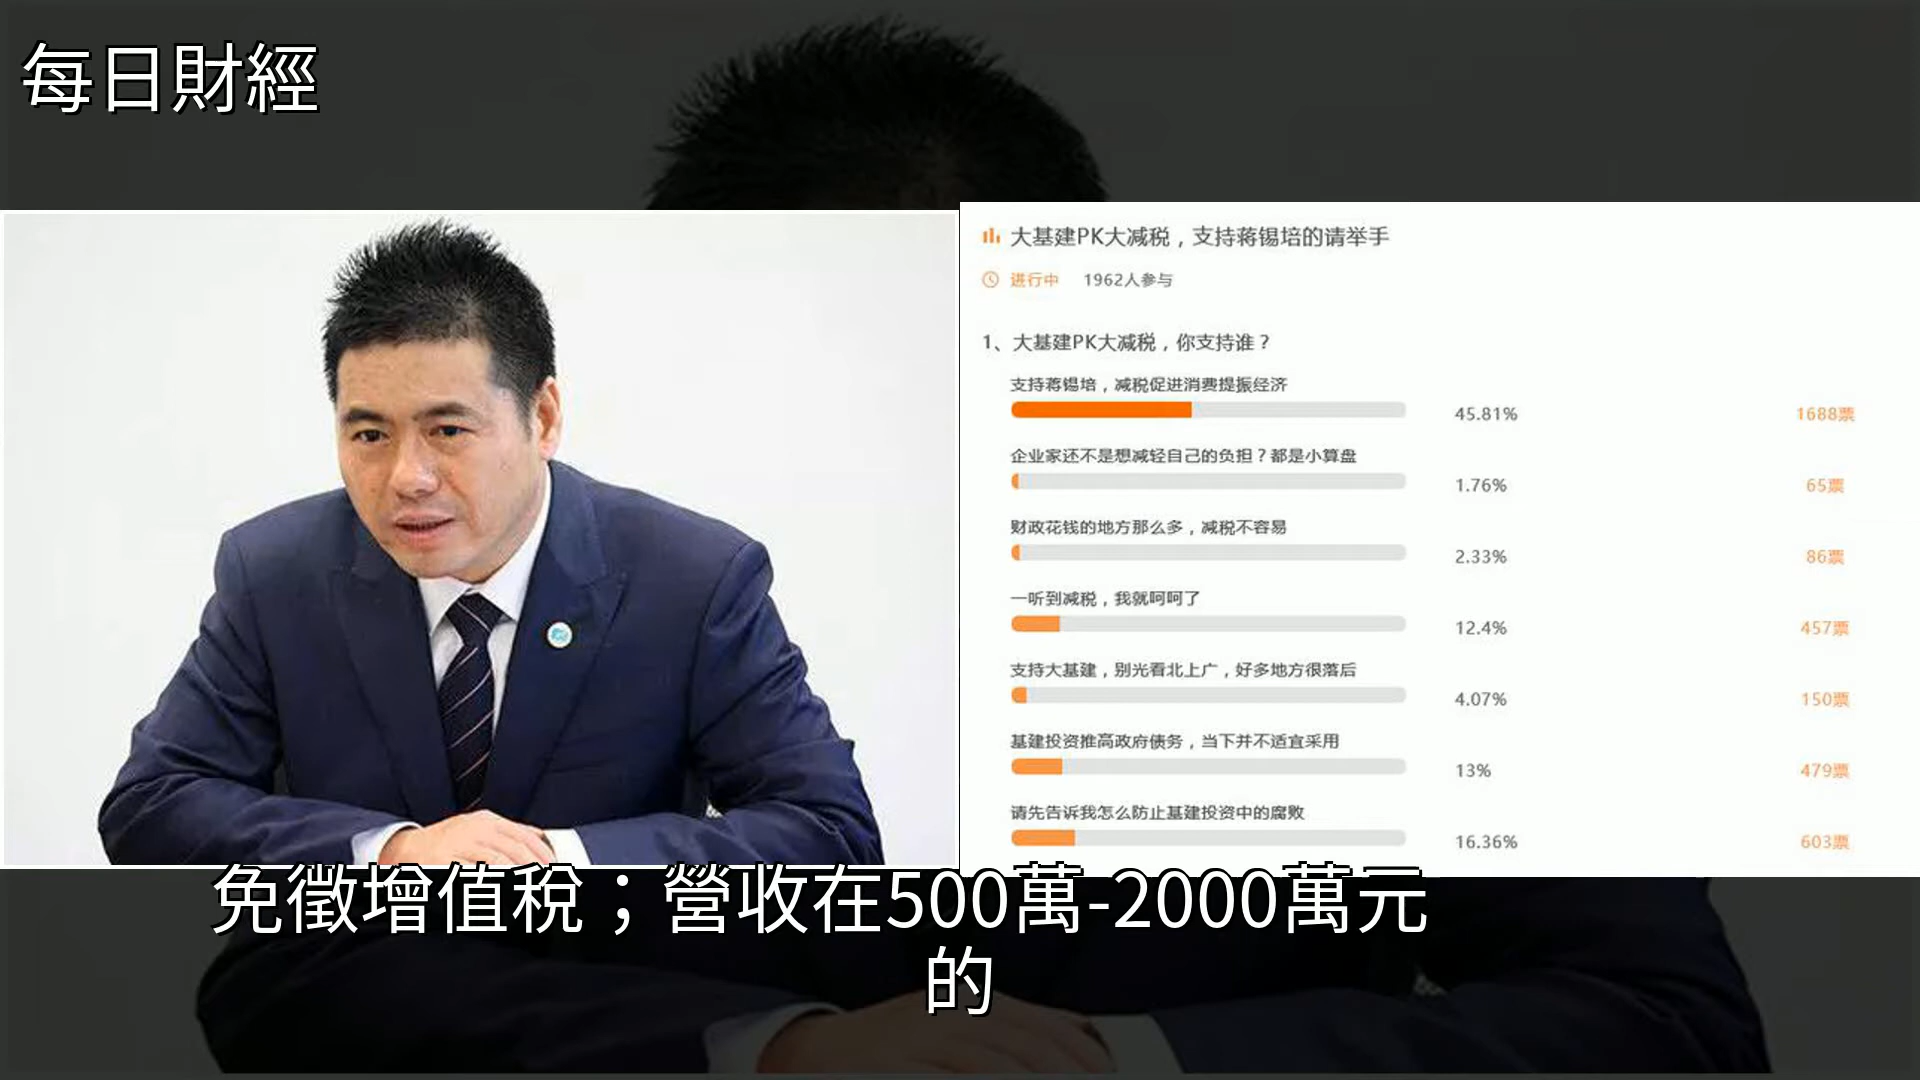 每日財經
大基建PK大减税，支持蒋锡培的请举手
进行中 1962人参与
1、大基建PK大减税，你支持谁？
支持蒋锡培，减税促进消费提振经济
45.81% 1688票
企业家还不是想减轻自己的负担？都是小算盘
1.76% 65票
财政花钱的地方那么多，减税不容易
2.33% 86票
一听到减税，我就呵呵了
12.4% 457票
支持大基建，别光看北上广，好多地方很落后
4.07% 150票
基建投资推高政府债务，当下并不适宜采用
13% 479票
请先告诉我怎么防止基建投资中的腐败
16.36% 603票
免徵增值稅；營收在500萬-2000萬元
的